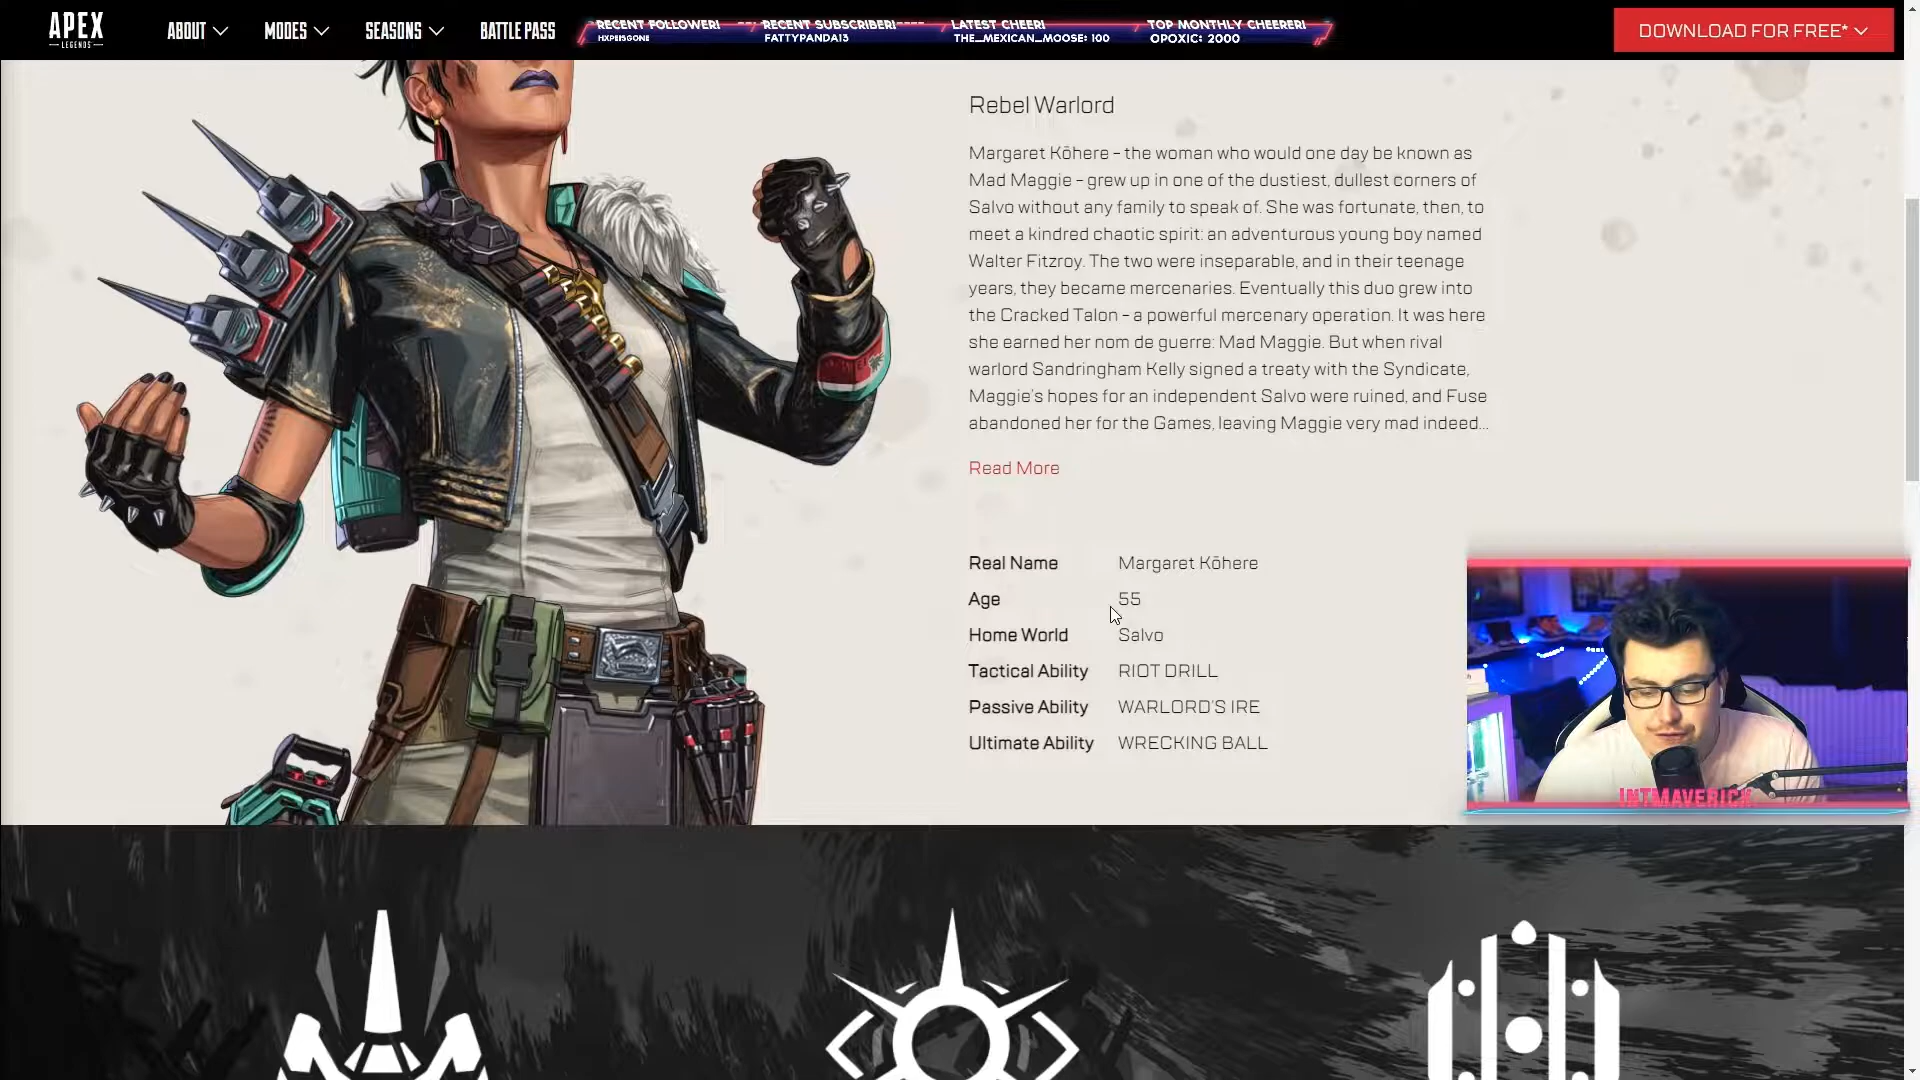 APEX
LEGENDS
ABOUT
MODES
SEASONS
BATTLE PASS
RECENT FOLLOWER!
HXPEISGONE
RECENT SUBSCRIBER!
FATTYPANDA13
LATEST CHEER!
THE_MEXICAN_MOOSE: 100
TOP MONTHLY CHEERER!
OPOXIC: 2000
DOWNLOAD FOR FREE*
Rebel Warlord
Margaret Kōhere – the woman who would one day be known as
Mad Maggie – grew up in one of the dustiest, dullest corners of
Salvo without any family to speak of. She was fortunate, then, to
meet a kindred chaotic spirit: an adventurous young boy named
Walter Fitzroy. The two were inseparable, and in their teenage
years, they became mercenaries. Eventually this duo grew into
the Cracked Talon – a powerful mercenary operation. It was here
she earned her nom de guerre: Mad Maggie. But when rival
warlord Sandringham Kelly signed a treaty with the Syndicate,
Maggie's hopes for an independent Salvo were ruined, and Fuse
abandoned her for the Games, leaving Maggie very mad indeed...
Read More
Real Name Margaret Kōhere
Age 55
Home World Salvo
Tactical Ability RIOT DRILL
Passive Ability WARLORD'S IRE
Ultimate Ability WRECKING BALL
INTMAVERICK